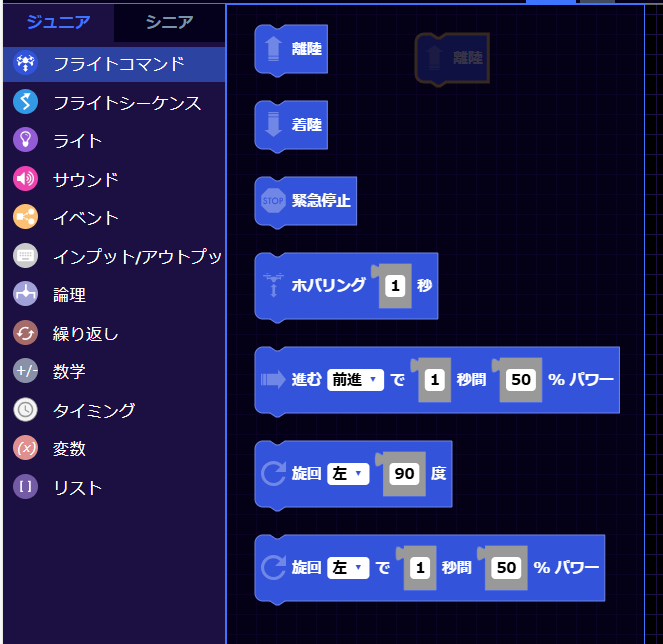 ジュニア
シニア
フライトコマンド
フライトシーケンス
ライト
サウンド
イベント
インプット/アウトプッ
論理
繰り返し
数学
タイミング
変数
リスト
離陸
離陸
着陸
STOP 緊急停止
ホバリング 1 秒
進む 前進 で 1 秒間 50 % パワー
旋回 左 90 度
旋回 左 で 1 秒間 50 % パワー